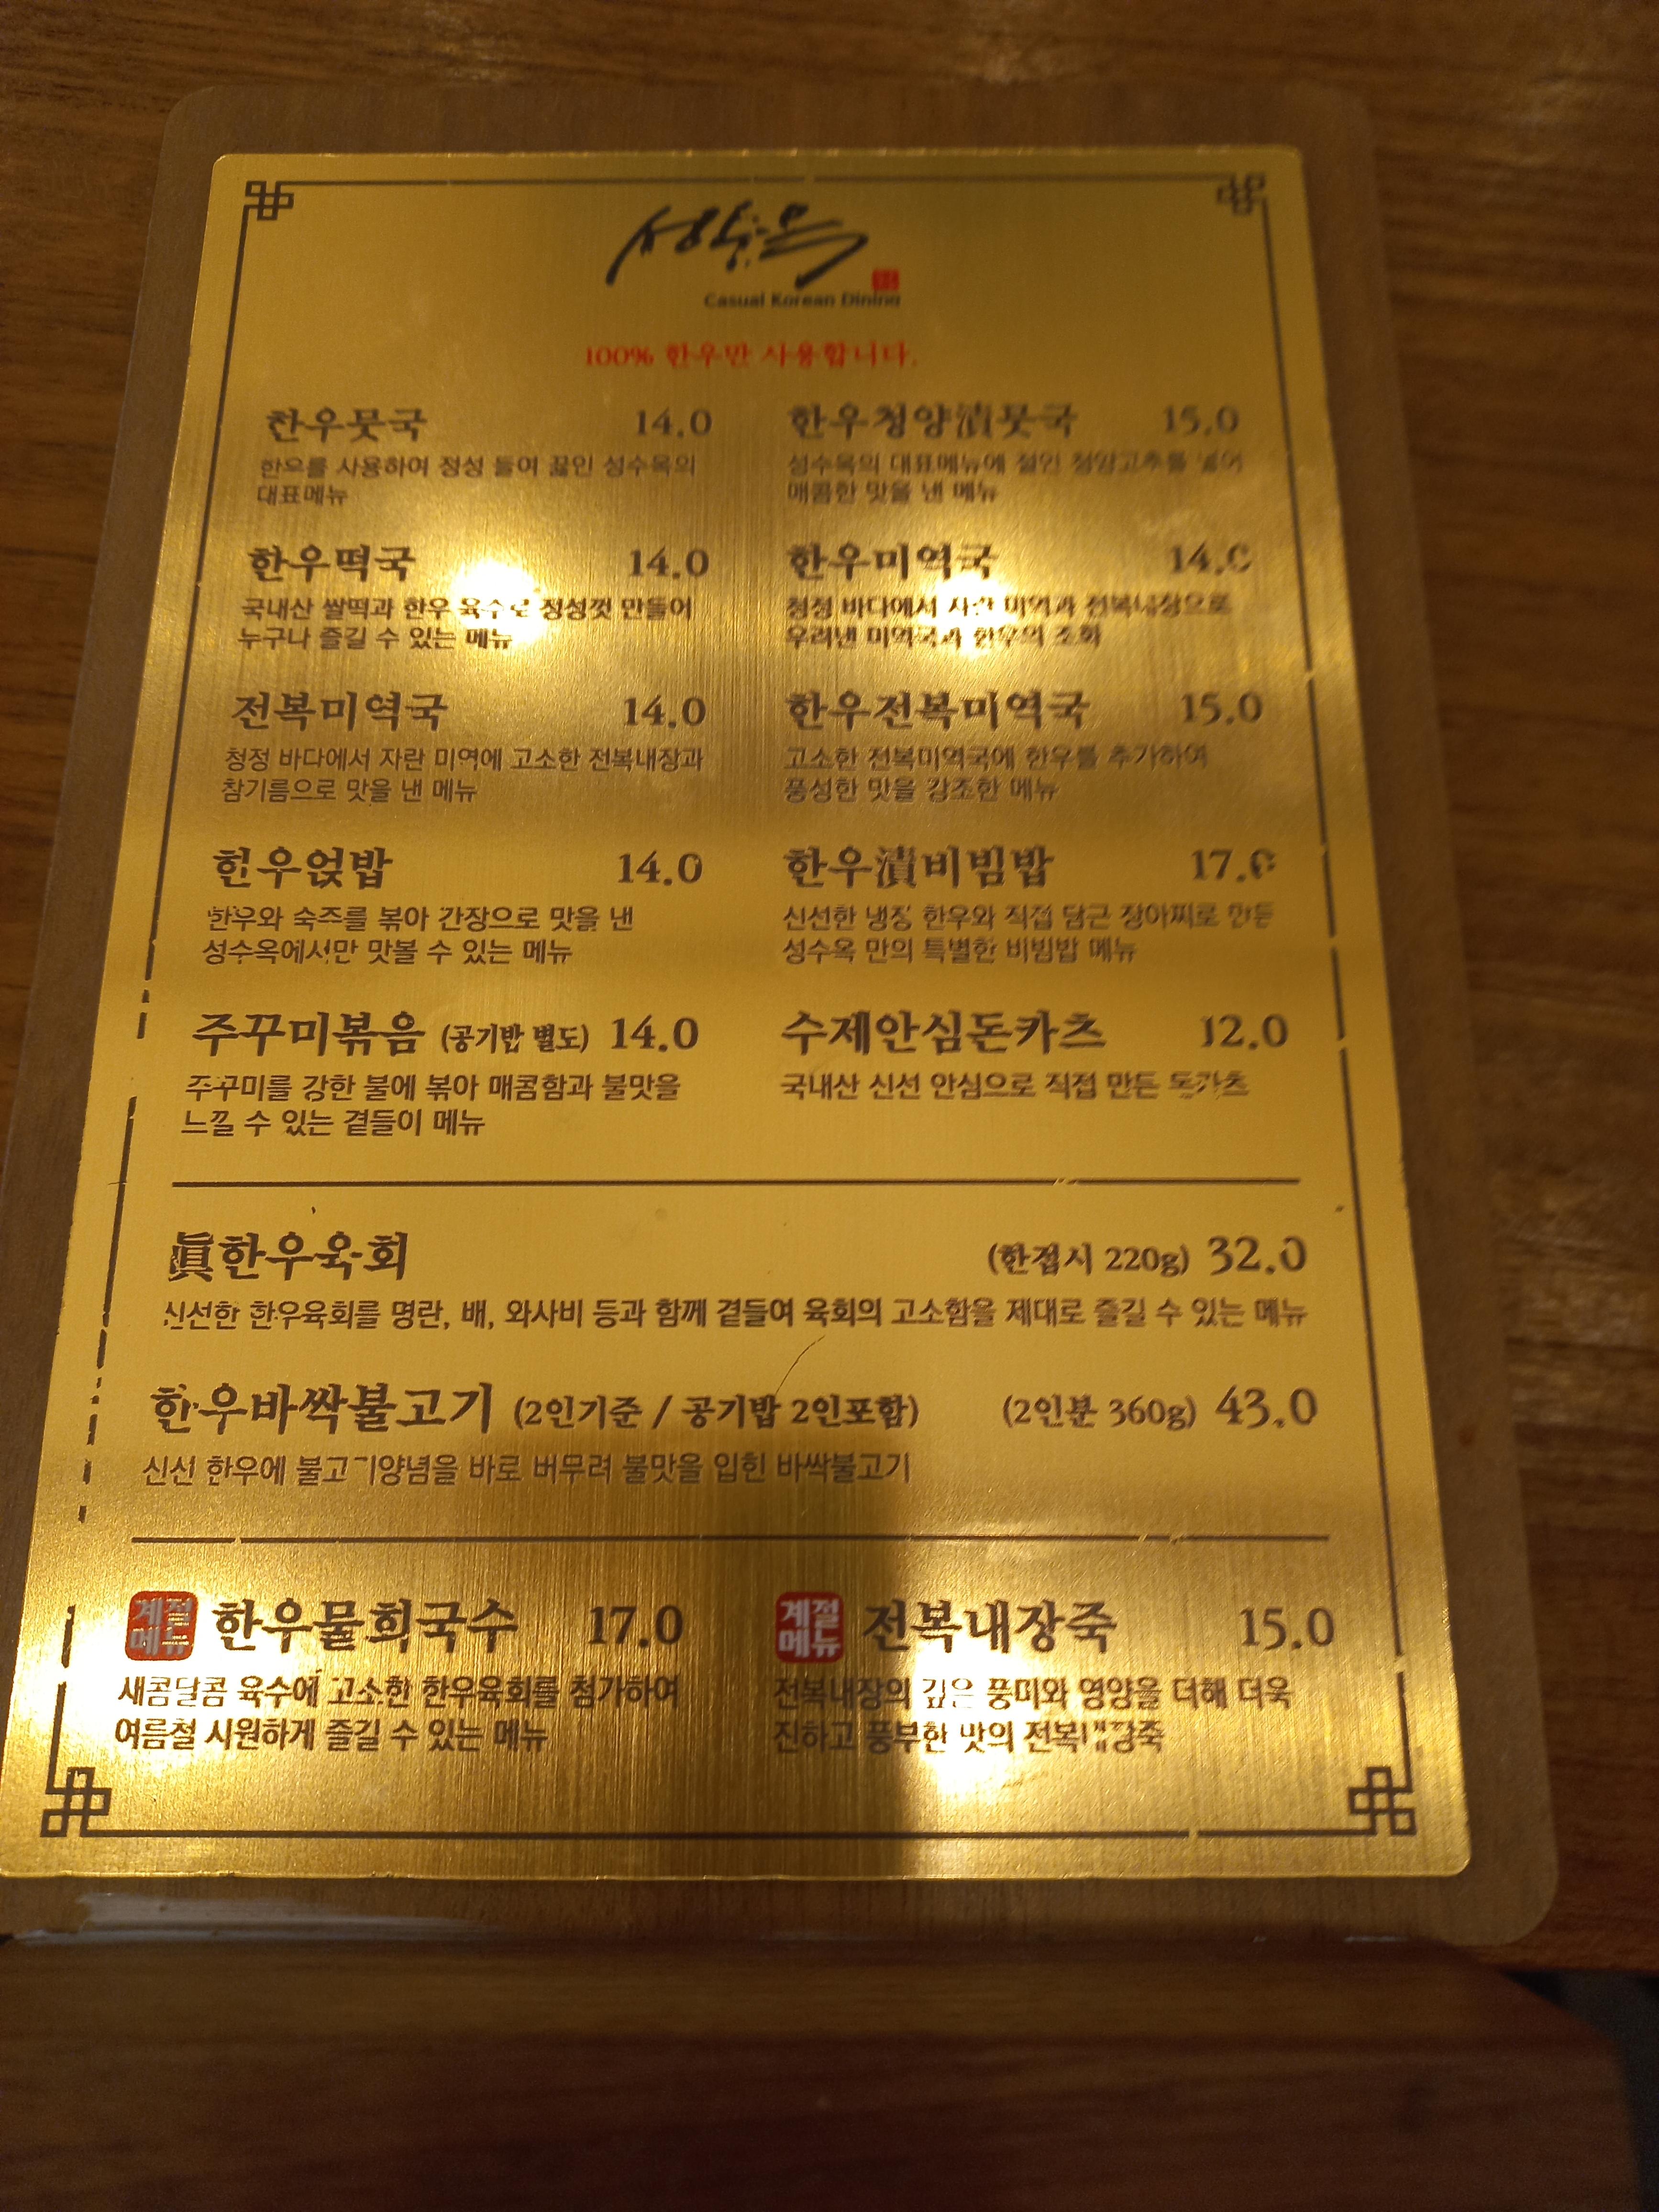 성수옥
Casual Korean Dining
100% 한우만 사용합니다.
한우뭇국 14.0
한우를 사용하여 정성 들여 끓인 성수옥의
대표메뉴
한우청양漬뭇국 15.0
성수옥의 대표메뉴에 절인 청양고추를 넣어
매콤한 맛을 낸 메뉴
한우떡국 14.0
국내산 쌀떡과 한우 육수로 정성껏 만들어
누구나 즐길 수 있는 메뉴
한우미역국 14.0
청정 바다에서 자란 미역과 전복내장으로
우려낸 미역국과 한우의 조화
전복미역국 14.0
청정 바다에서 자란 미역에 고소한 전복내장과
참기름으로 맛을 낸 메뉴
한우전복미역국 15.0
고소한 전복미역국에 한우를 추가하여
풍성한 맛을 강조한 메뉴
한우얹밥 14.0
한우와 숙주를 볶아 간장으로 맛을 낸
성수옥에서만 맛볼 수 있는 메뉴
한우漬비빔밥 17.0
신선한 냉장 한우와 직접 담근 장아찌로 만든
성수옥 만의 특별한 비빔밥 메뉴
주꾸미볶음 (공기밥 별도) 14.0
주꾸미를 강한 불에 볶아 매콤함과 불맛을
느낄 수 있는 곁들이 메뉴
수제안심돈카츠 12.0
국내산 신선 안심으로 직접 만든 돈카츠
眞한우육회 (한접시 220g) 32.0
신선한 한우육회를 명란, 배, 와사비 등과 함께 곁들여 육회의 고소함을 제대로 즐길 수 있는 메뉴
한우바싹불고기 (2인기준 / 공기밥 2인포함) (2인분 360g) 43.0
신선 한우에 불고기양념을 바로 버무려 불맛을 입힌 바싹불고기
계절
메뉴
한우물회국수 17.0
새콤달콤 육수에 고소한 한우육회를 첨가하여
여름철 시원하게 즐길 수 있는 메뉴
계절
메뉴
전복내장죽 15.0
전복내장의 깊은 풍미와 영양을 더해 더욱
진하고 풍부한 맛의 전복내장죽